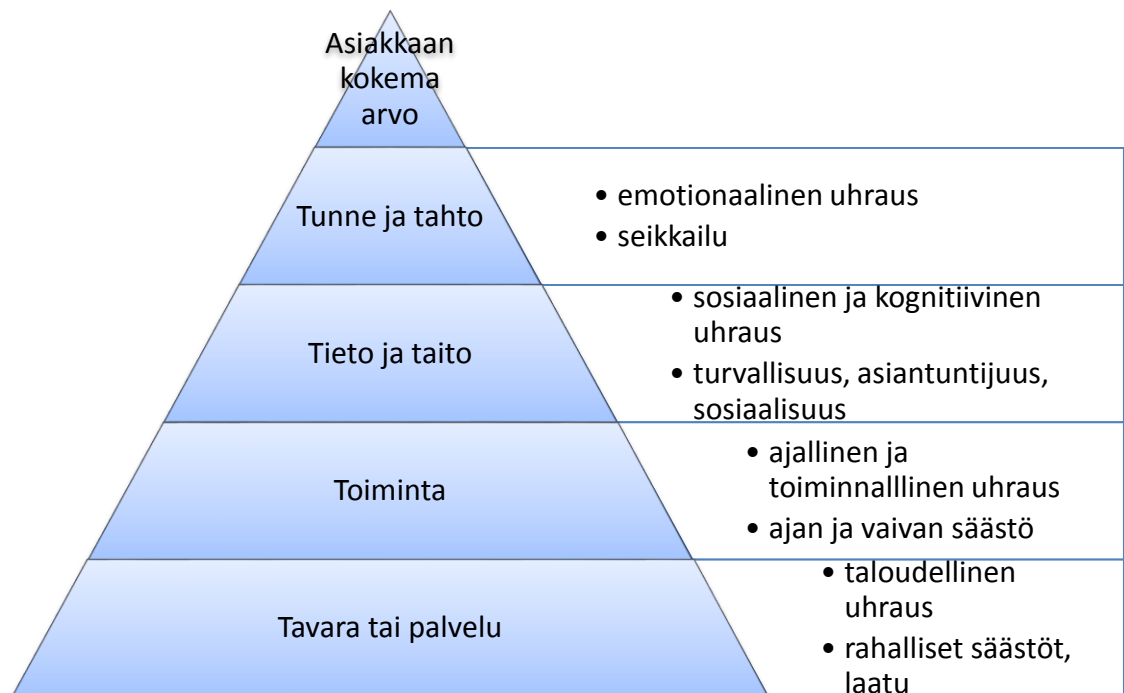 Asiakkaan
kokema
arvo
Tunne ja tahto
• emotionaalinen uhraus
• seikkailu
Tieto ja taito
• sosiaalinen ja kognitiivinen
uhraus
• turvallisuus, asiantuntijuus,
sosiaalisuus
Toiminta
• ajallinen ja
toiminnalllinen uhraus
• ajan ja vaivan säästö
Tavara tai palvelu
• taloudellinen
uhraus
• rahalliset säästöt,
laatu